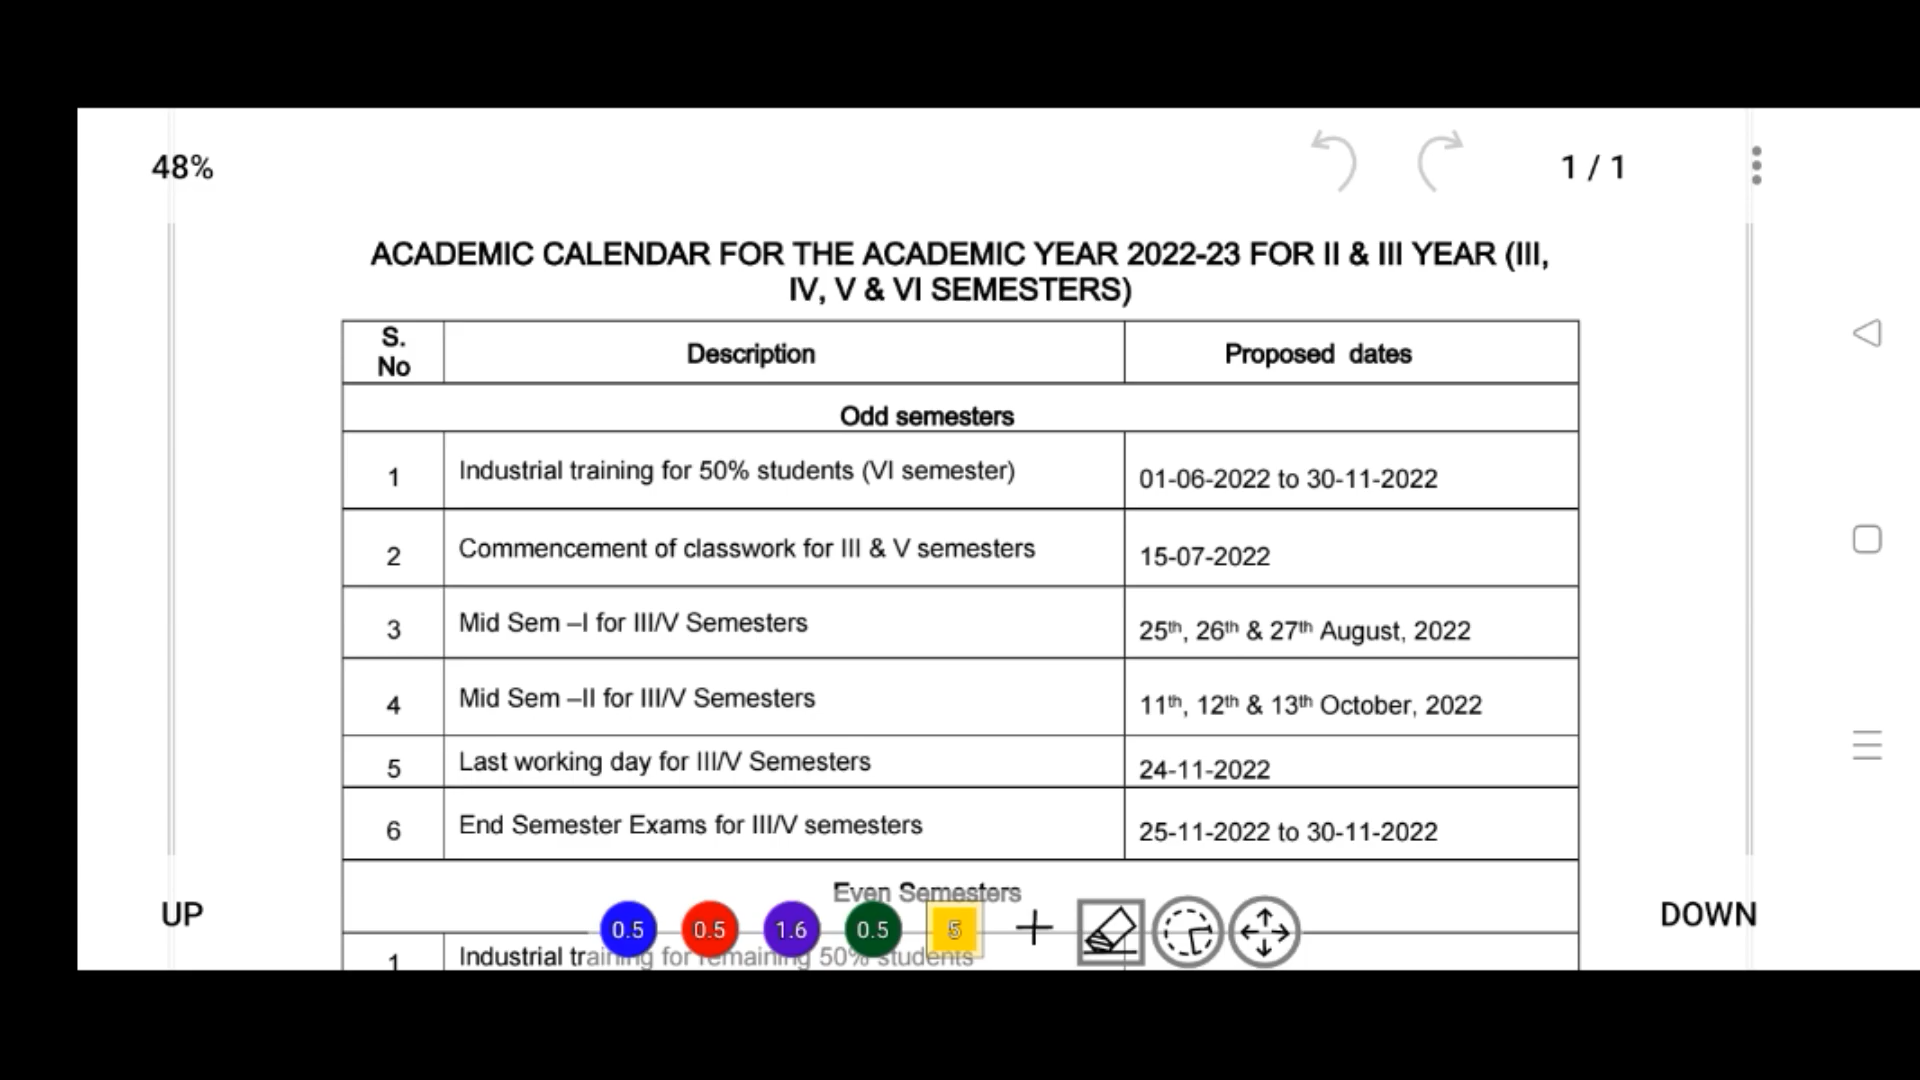 48%
1 / 1
ACADEMIC CALENDAR FOR THE ACADEMIC YEAR 2022-23 FOR II & III YEAR (III,
IV, V & VI SEMESTERS)
S. No Description Proposed dates
Odd semesters
1 Industrial training for 50% students (VI semester) 01-06-2022 to 30-11-2022
2 Commencement of classwork for III & V semesters 15-07-2022
3 Mid Sem –I for III/V Semesters 25th, 26th & 27th August, 2022
4 Mid Sem –II for III/V Semesters 11th, 12th & 13th October, 2022
5 Last working day for III/V Semesters 24-11-2022
6 End Semester Exams for III/V semesters 25-11-2022 to 30-11-2022
Even Semesters
UP
0.5 0.5 1.6 0.5 5
DOWN
1 Industrial training for remaining 50% students